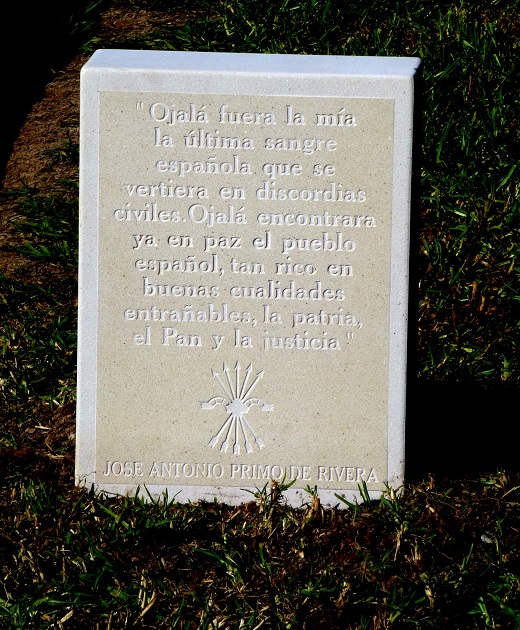 "Ojalá fuera la mía
la última sangre
española que se
vertiera en discordias
civiles. Ojalá encontrara
ya en paz el pueblo
español, tan rico en
buenas cualidades
entrañables, la patria,
el Pan y la justicia"
JOSE ANTONIO PRIMO DE RIVERA